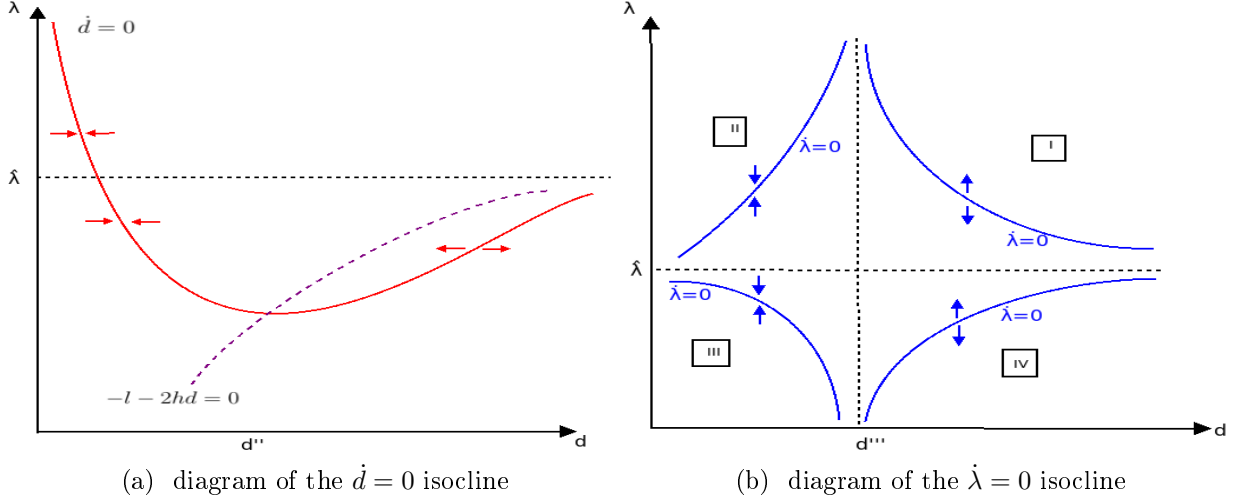 λ
ḋ = 0
λ̂
−l − 2hd = 0
d''
d
(a) diagram of the ḋ = 0 isocline
λ
II
λ̇=0
I
λ̇=0
λ̂
λ̇=0
λ̇=0
III
IV
d'''
d
(b) diagram of the λ̇ = 0 isocline